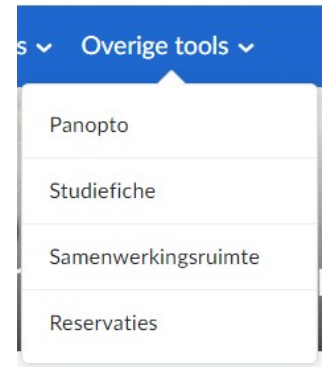 s Overige tools
Panopto
Studiefiche
Samenwerkingsruimte
Reservaties